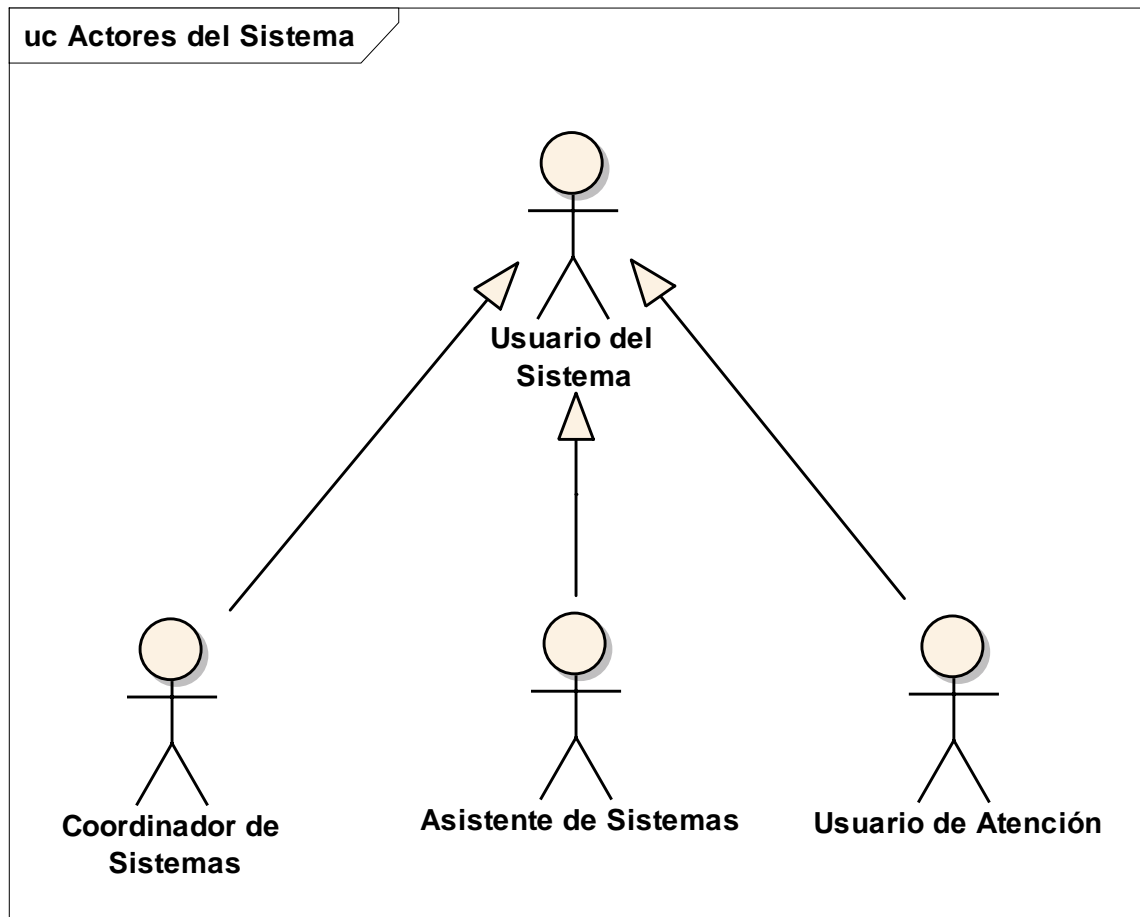 uc Actores del Sistema
Usuario del
Sistema
Coordinador de
Sistemas
Asistente de Sistemas
Usuario de Atención